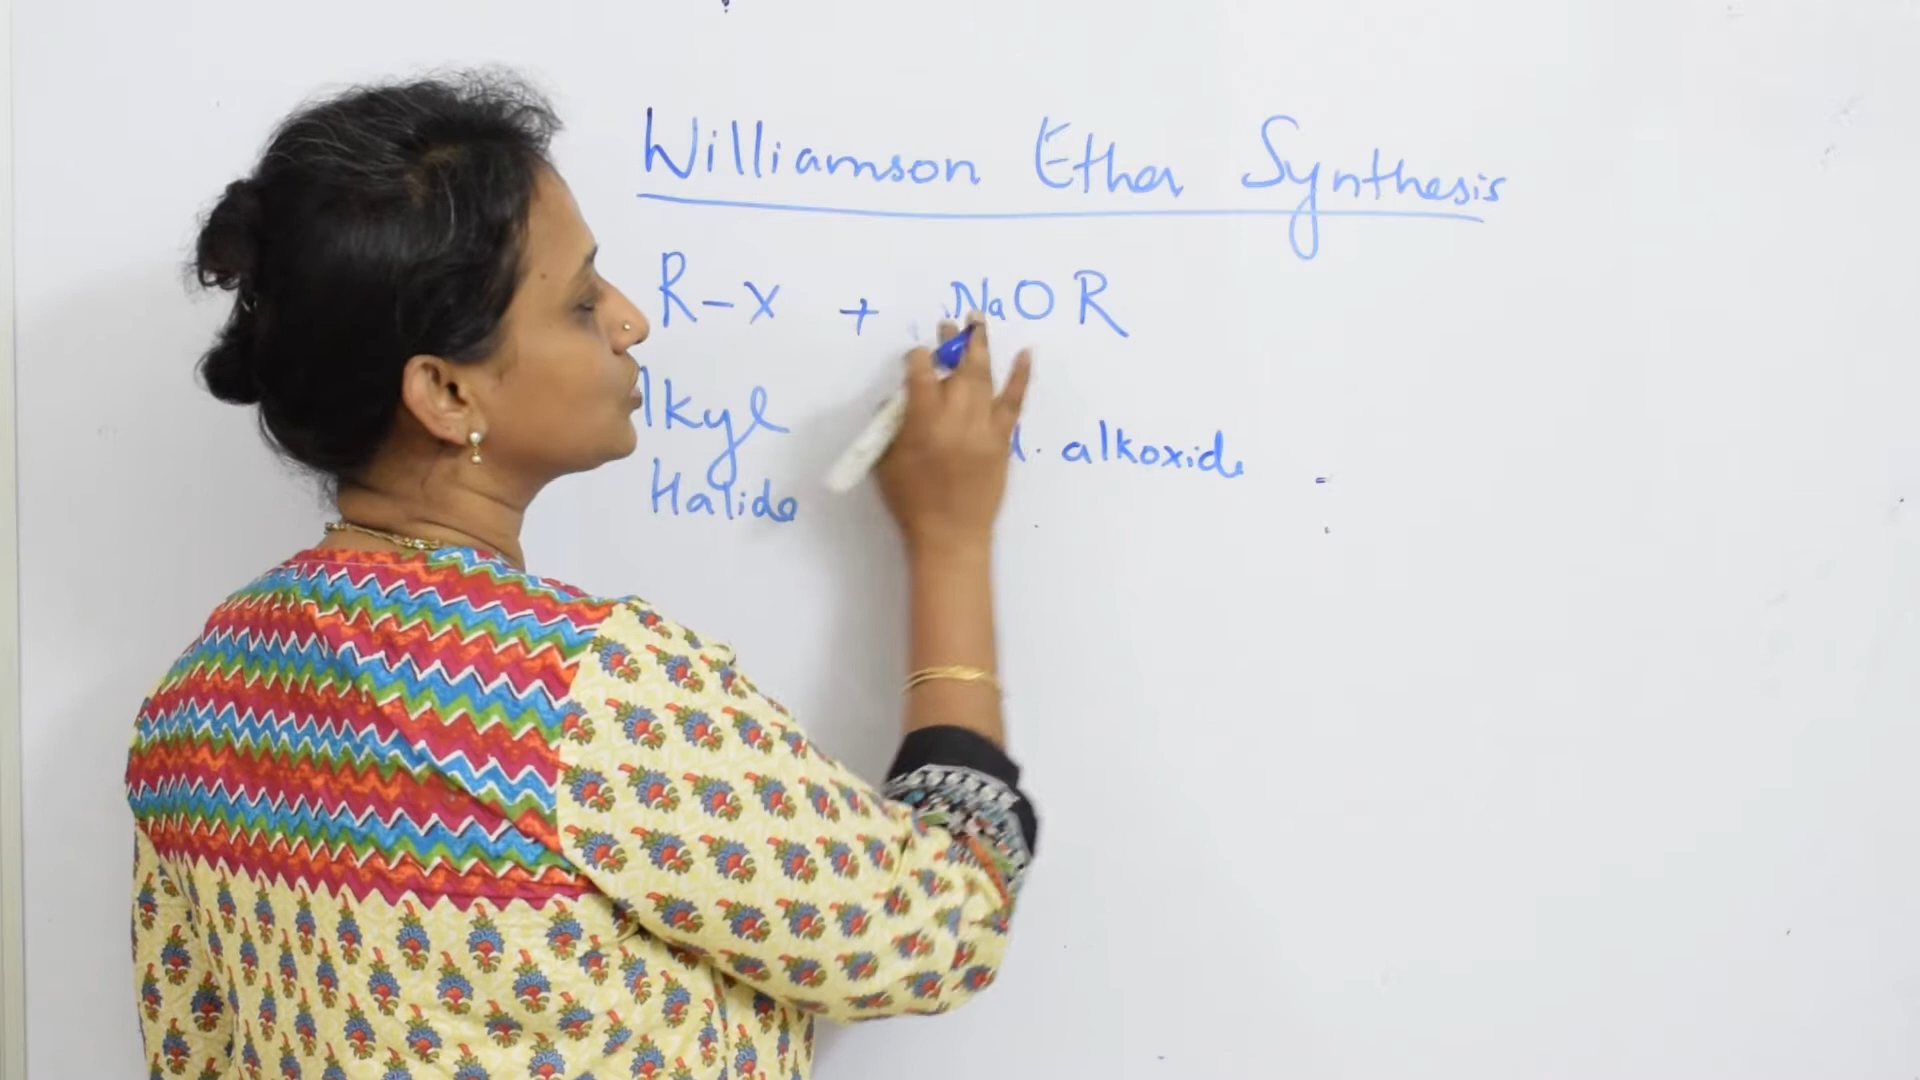 Williamson Ether Synthesis
R-X + NaOR
lkyl
d. alkoxide
Halide